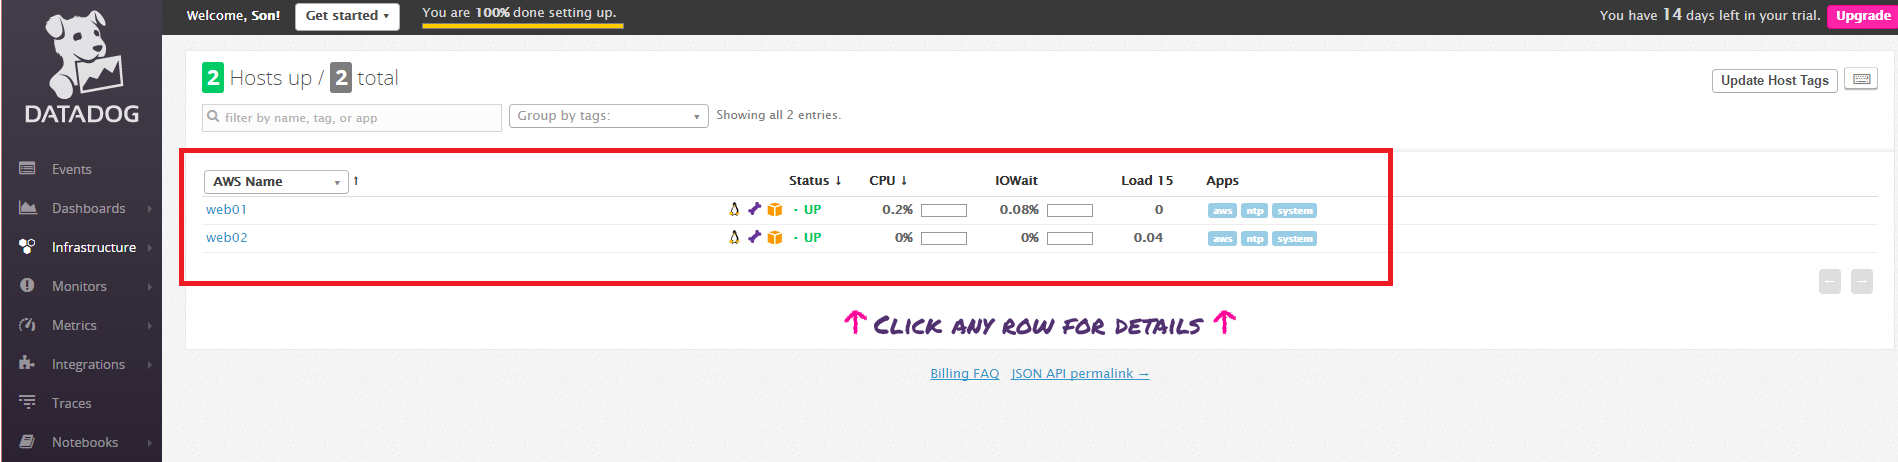 Welcome, Son! Get started You are 100% done setting up. You have 14 days left in your trial. Upgrade
DATADOG
Events
Dashboards
Infrastructure
Monitors
Metrics
Integrations
Traces
Notebooks
2 Hosts up / 2 total
Update Host Tags
filter by name, tag, or app Group by tags: Showing all 2 entries.
AWS Name ↑ Status ↓ CPU ↓ IOWait Load 15 Apps
web01 - UP 0.2% 0.08% 0 aws ntp system
web02 - UP 0% 0% 0.04 aws ntp system
← →
↑ Click any row for details ↑
Billing FAQ JSON API permalink →